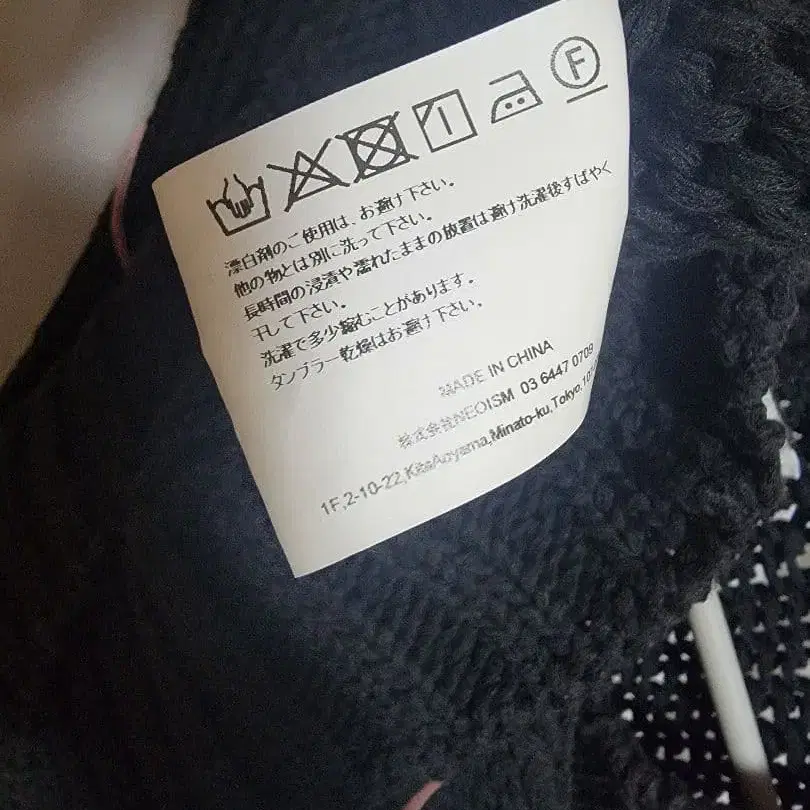 F
漂白剤のご使用は、お避け下さい。
他の物とは別に洗って下さい。
長時間の浸漬や濡れたままの放置は避け洗濯後すばやく
干して下さい。
洗濯で多少縮むことがあります。
タンブラー乾燥はお避け下さい。
MADE IN CHINA
株式会社NEOISM 03 6447 0709
1F,2-10-22,KitaAoyama,Minato-ku,Tokyo,